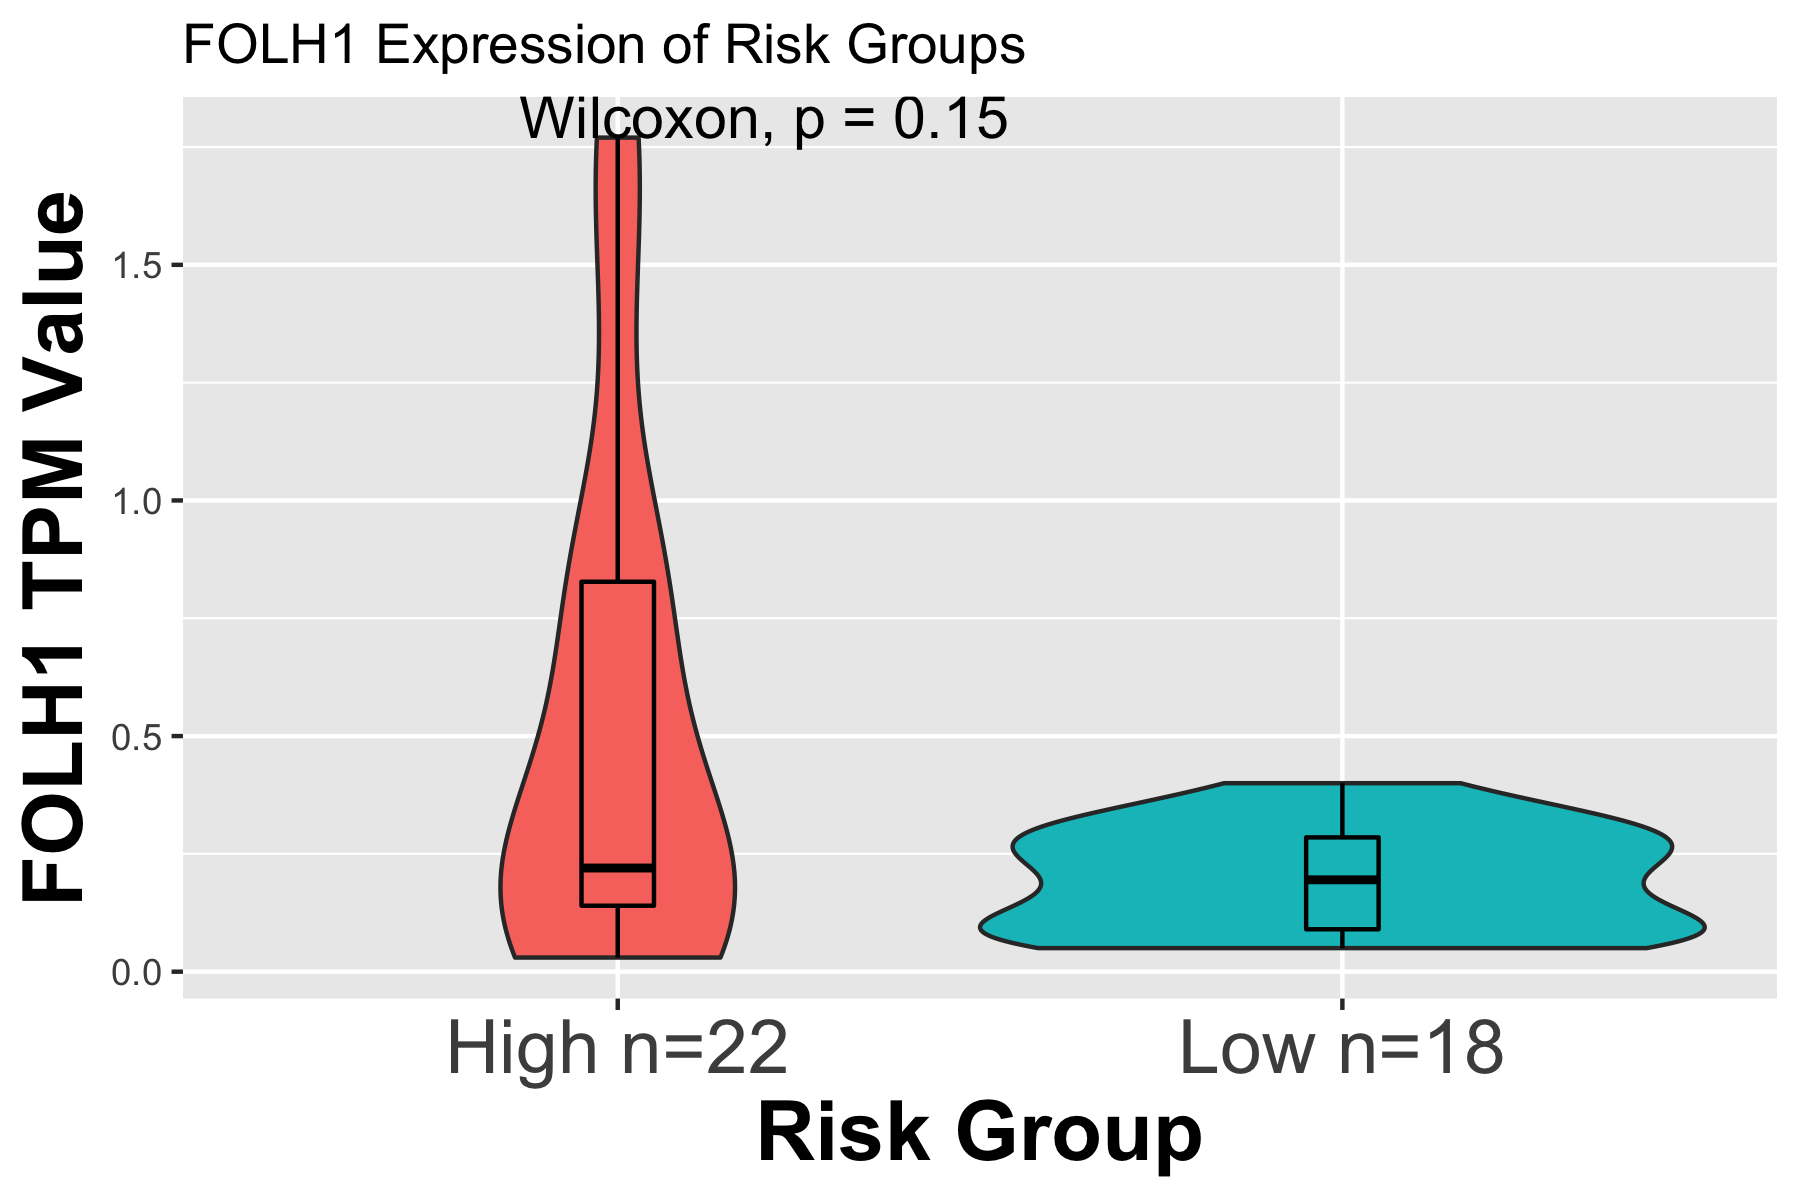 FOLH1 Expression of Risk Groups
Wilcoxon, p = 0.15
FOLH1 TPM Value
1.5
1.0
0.5
0.0
High n=22
Low n=18
Risk Group